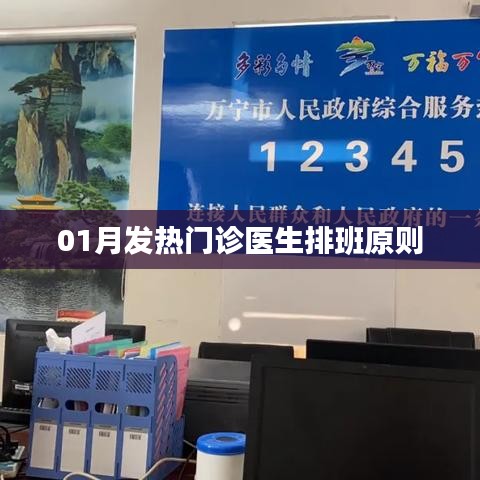 多彩乌情 万福万宁
万宁市人民政府综合服务
12345
连接人民群众和人民政府的一
01月发热门诊医生排班原则